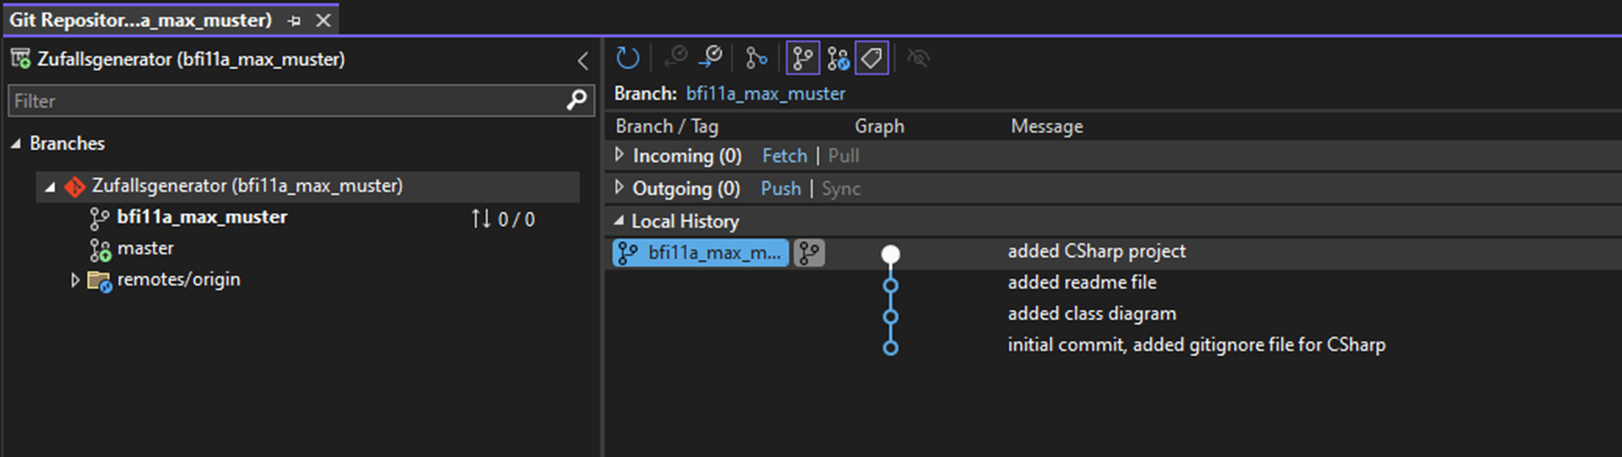 Git Repositor...a_max_muster)
Zufallsgenerator (bfi11a_max_muster)
Filter
Branches
Zufallsgenerator (bfi11a_max_muster)
bfi11a_max_muster 0 / 0
master
remotes/origin
Branch: bfi11a_max_muster
Branch / Tag Graph Message
Incoming (0) Fetch | Pull
Outgoing (0) Push | Sync
Local History
bfi11a_max_m... added CSharp project
added readme file
added class diagram
initial commit, added gitignore file for CSharp